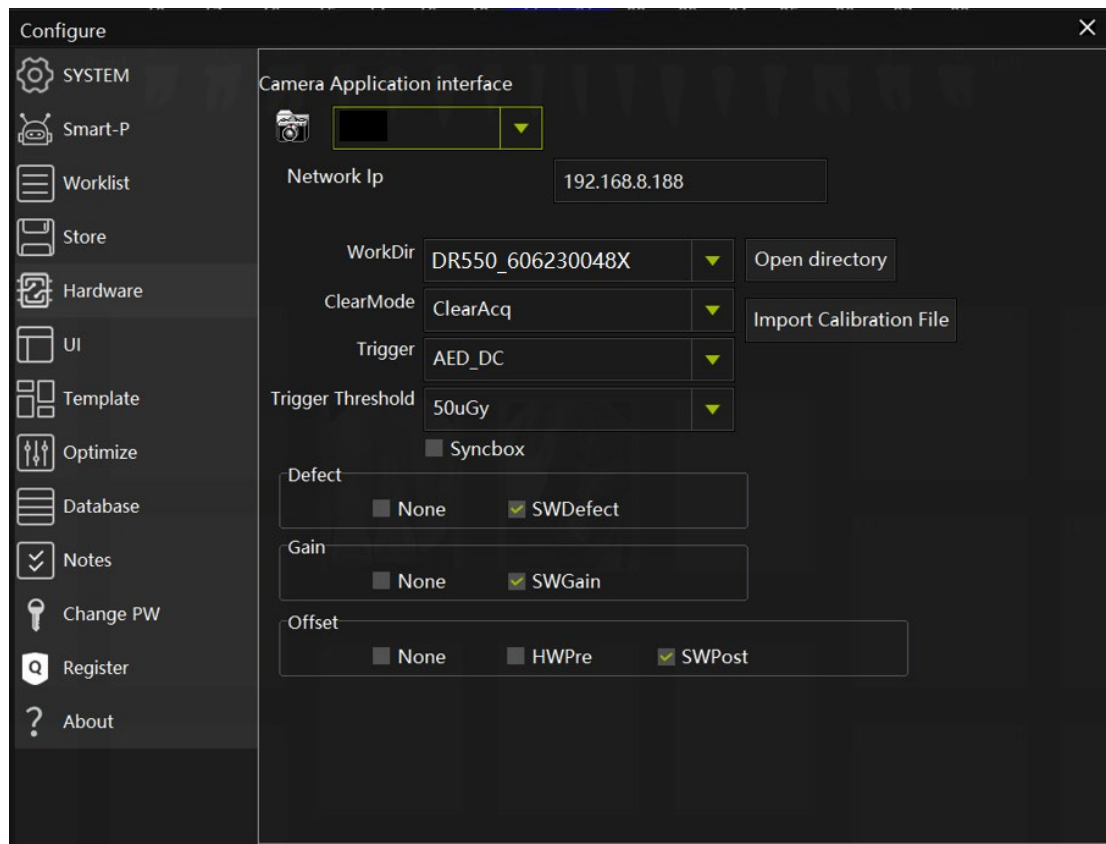 Configure
SYSTEM
Smart-P
Worklist
Store
Hardware
UI
Template
Optimize
Database
Notes
Change PW
Register
About
Camera Application interface
Network Ip 192.168.8.188
WorkDir DR550_606230048X Open directory
ClearMode ClearAcq Import Calibration File
Trigger AED_DC
Trigger Threshold 50uGy
Syncbox
Defect
None SWDefect
Gain
None SWGain
Offset
None HWPre SWPost